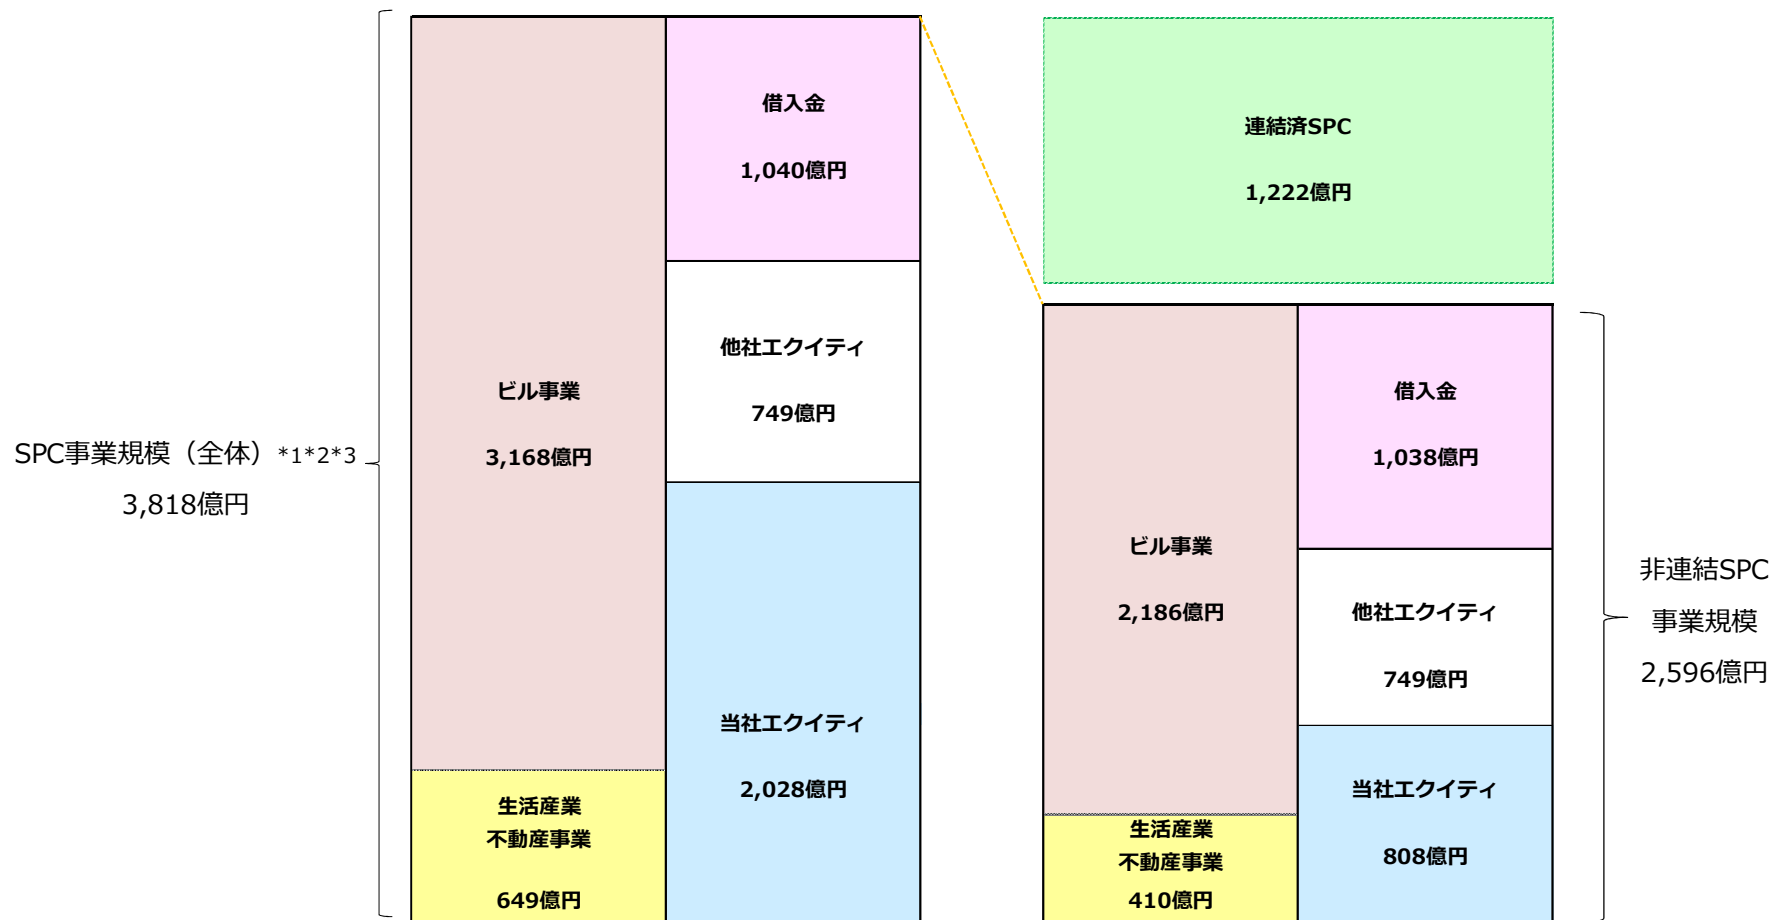 SPC事業規模（全体）*1*2*3
3,818億円
ビル事業
3,168億円
生活産業
不動産事業
649億円
借入金
1,040億円
他社エクイティ
749億円
当社エクイティ
2,028億円
連結済SPC
1,222億円
ビル事業
2,186億円
生活産業
不動産事業
410億円
借入金
1,038億円
他社エクイティ
749億円
当社エクイティ
808億円
非連結SPC
事業規模
2,596億円